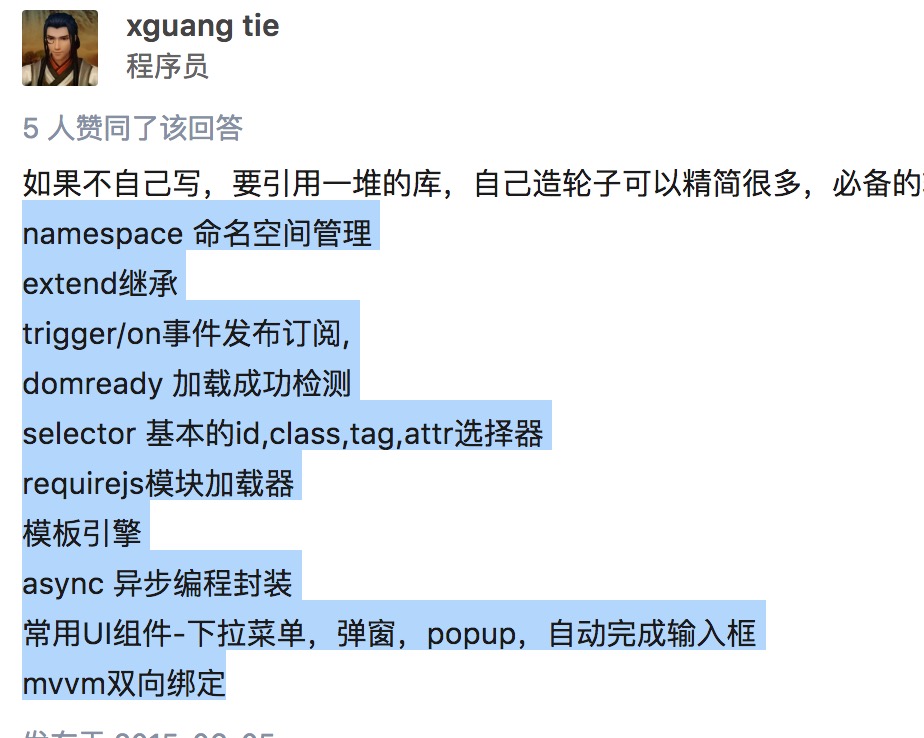 xguang tie
程序员
5 人赞同了该回答
如果不自己写，要引用一堆的库，自己造轮子可以精简很多，必备的
namespace 命名空间管理
extend继承
trigger/on事件发布订阅,
domready 加载成功检测
selector 基本的id,class,tag,attr选择器
requirejs模块加载器
模板引擎
async 异步编程封装
常用UI组件-下拉菜单，弹窗，popup，自动完成输入框
mvvm双向绑定